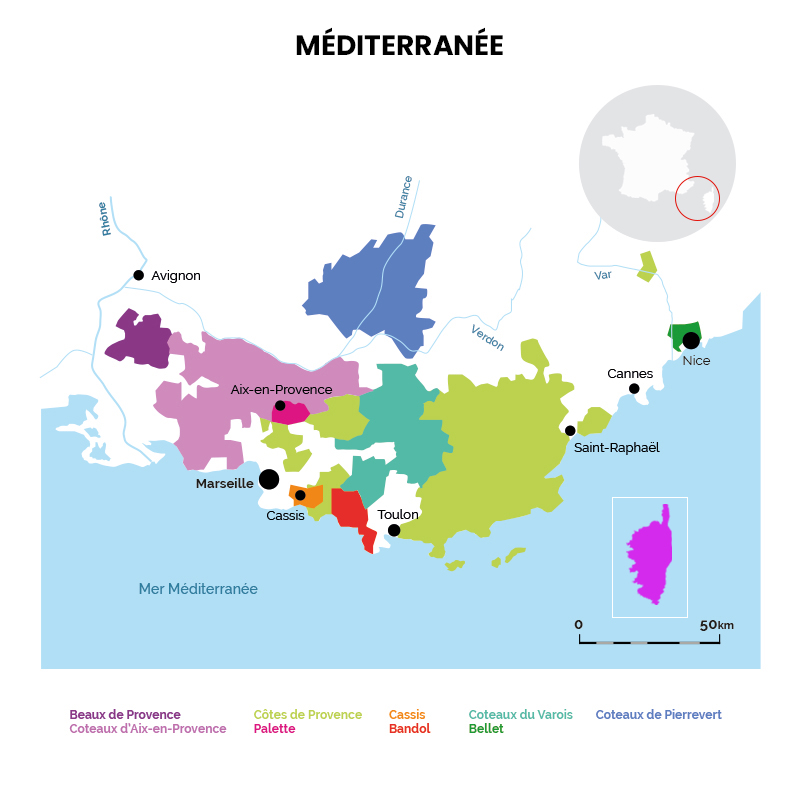 MÉDITERRANÉE
Durance
Rhône
Avignon
Var
Verdon
Nice
Cannes
Aix-en-Provence
Saint-Raphaël
Marseille
Cassis
Toulon
Mer Méditerranée
0 50km
Beaux de Provence Côtes de Provence Cassis Coteaux du Varois Coteaux de Pierrevert
Coteaux d'Aix-en-Provence Palette Bandol Bellet